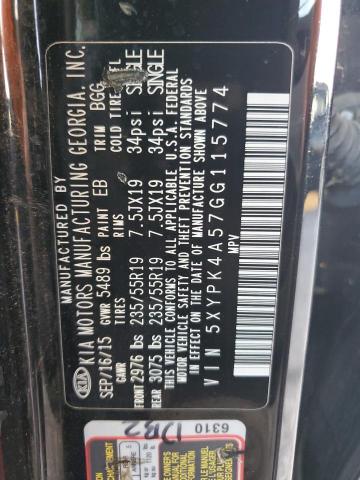 MANUFACTURED BY
KIA KIA MOTORS MANUFACTURING GEORGIA, INC.
SEP/16/15 PAINT EB TRIM BGG
GVWR 5489 lbs
GAWR TIRES RIMS COLD TIRE
FRONT 2976 lbs 235/55R19 7.5JX19 34psi SINGLE
REAR 3075 lbs 235/55R19 7.5JX19 34psi SINGLE
THIS VEHICLE CONFORMS TO ALL APPLICABLE U.S.A. FEDERAL
MOTOR VEHICLE SAFETY AND THEFT PREVENTION STANDARDS
IN EFFECT ON THE DATE OF MANUFACTURE SHOWN ABOVE
VIN 5XYPK4A57GG115774
MPV
6310
DB2